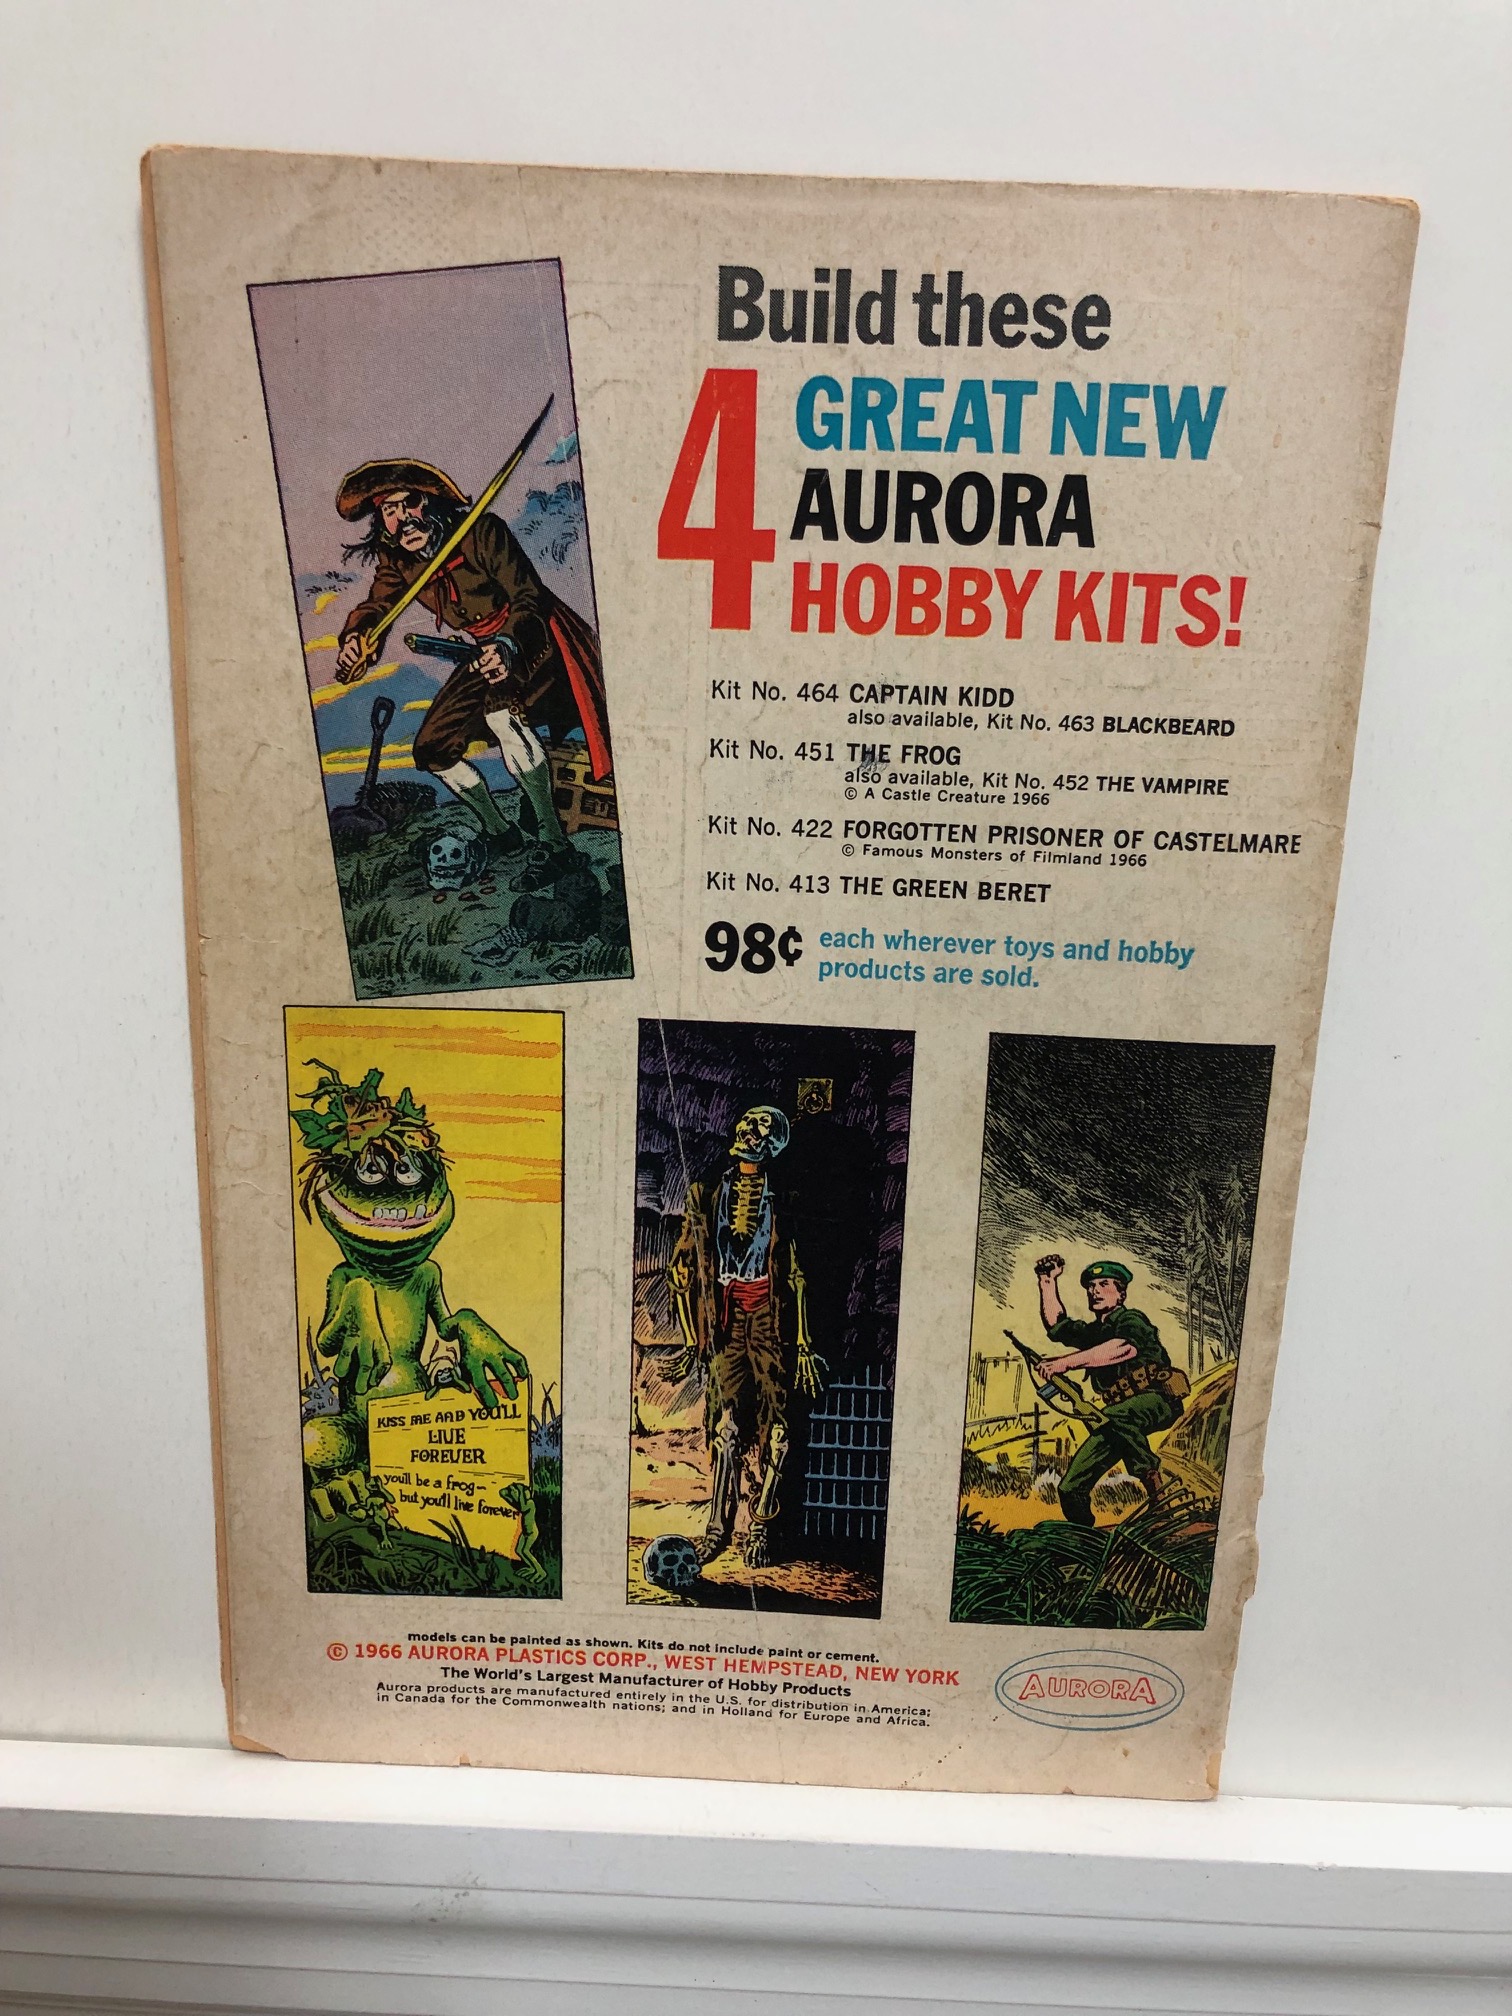 Build these
4
GREAT NEW
AURORA
HOBBY KITS!
Kit No. 464 CAPTAIN KIDD
also available, Kit No. 463 BLACKBEARD
Kit No. 451 THE FROG
also available, Kit No. 452 THE VAMPIRE
© A Castle Creature 1966
Kit No. 422 FORGOTTEN PRISONER OF CASTELMARE
© Famous Monsters of Filmland 1966
Kit No. 413 THE GREEN BERET
98¢ each wherever toys and hobby
products are sold.
KISS ME AND YOU'LL
LIVE
FOREVER
you'll be a frog-
but you'll live forever
models can be painted as shown. Kits do not include paint or cement.
© 1966 AURORA PLASTICS CORP., WEST HEMPSTEAD, NEW YORK
The World's Largest Manufacturer of Hobby Products
Aurora products are manufactured entirely in the U.S. for distribution in America;
in Canada for the Commonwealth nations; and in Holland for Europe and Africa.
AURORA